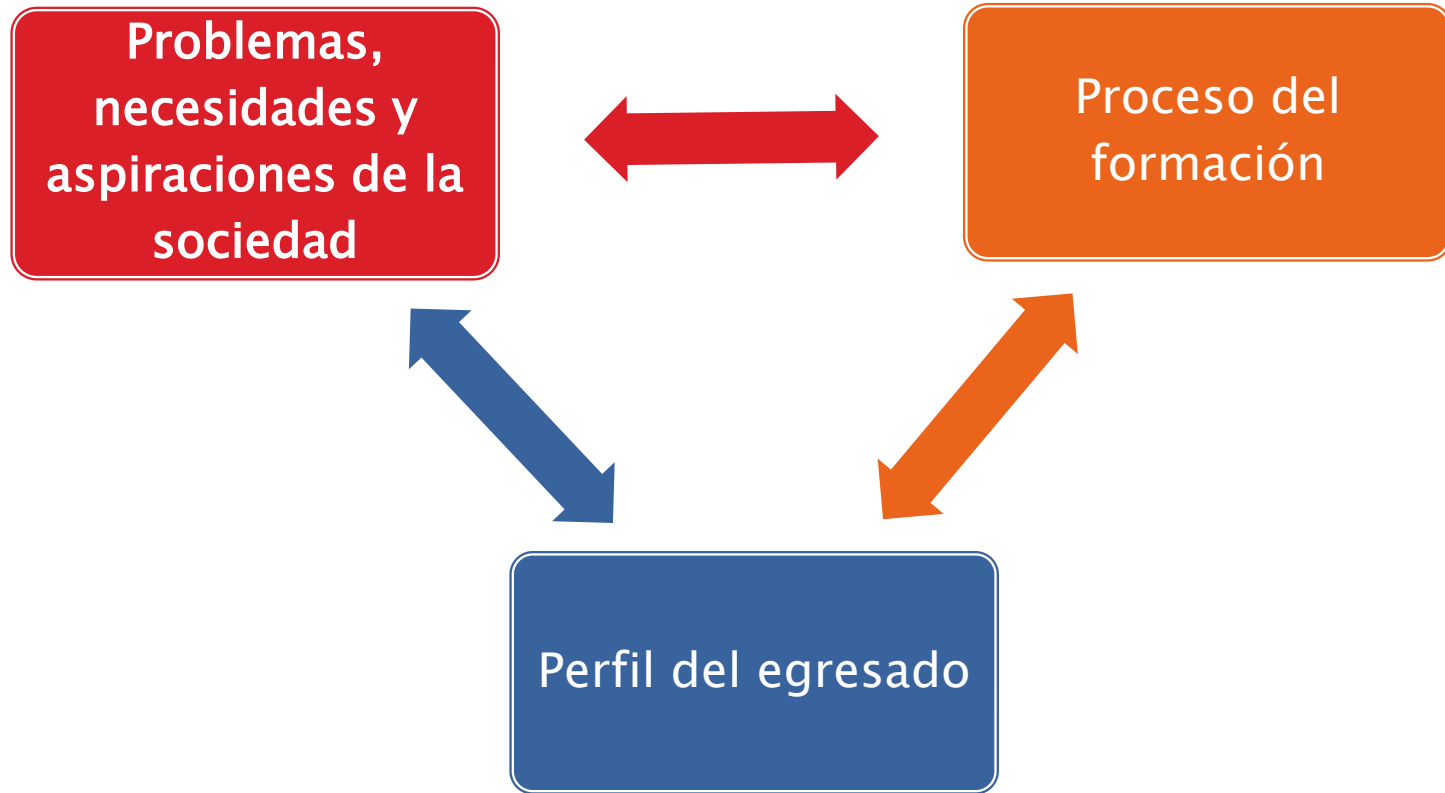 Problemas,
necesidades y
aspiraciones de la
sociedad
Proceso del
formación
Perfil del egresado